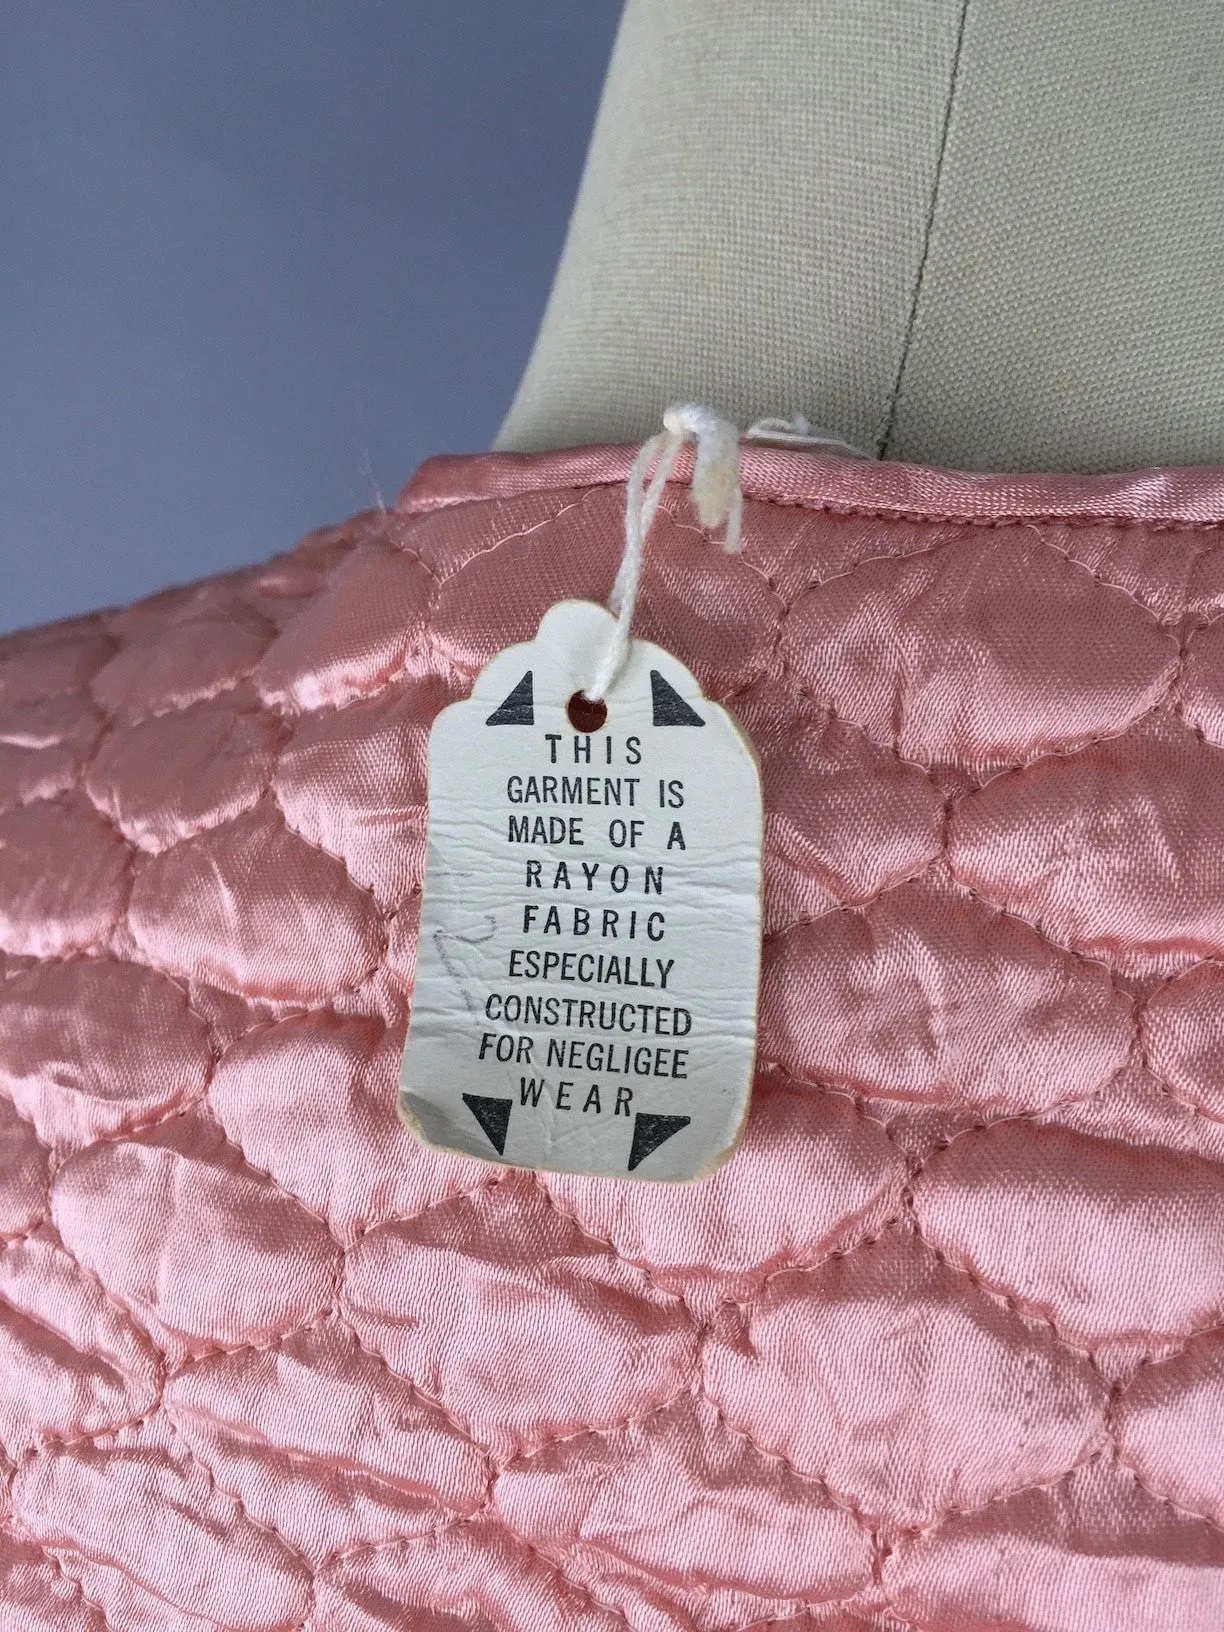 THIS
GARMENT IS
MADE OF A
RAYON
FABRIC
ESPECIALLY
CONSTRUCTED
FOR NEGLIGEE
WEAR